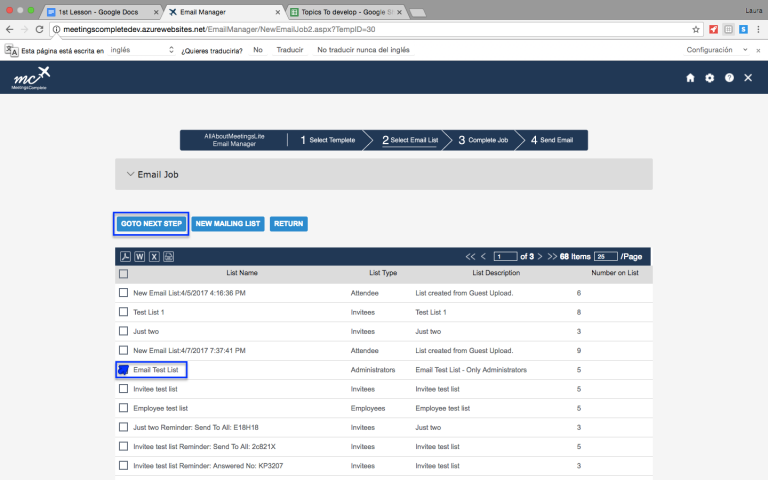 1st Lesson - Google Docs × Email Manager × Topics To develop - Google S × Laura
meetingscompletedev.azurewebsites.net/EmailManager/NewEmailJob2.aspx?TempID=30
Esta página está escrita en inglés ¿Quieres traducirla? No Traducir No traducir nunca del inglés Configuración ×
mc
MeetingsComplete
AllAboutMeetingsLite
Email Manager
1 Select Templete 2 Select Email List 3 Complete Job 4 Send Email
Email Job
GOTO NEXT STEP NEW MAILING LIST RETURN
W X << < 1 of 3 > >> 68 Items 25 /Page
List Name List Type List Description Number on List
New Email List:4/5/2017 4:16:36 PM Attendee List created from Guest Upload. 6
Test List 1 Invitees Test List 1 8
Just two Invitees Just two 3
New Email List:4/7/2017 7:37:41 PM Attendee List created from Guest Upload. 9
Email Test List Administrators Email Test List - Only Administrators 5
Invitee test list Invitees Invitee test list 5
Employee test list Employees Employee test list 5
Just two Reminder: Send To All: E18H18 Invitees Just two 3
Invitee test list Reminder: Send To All: 2c821X Invitees Invitee test list 5
Invitee test list Reminder: Answered No: KP3207 Invitees Invitee test list 3